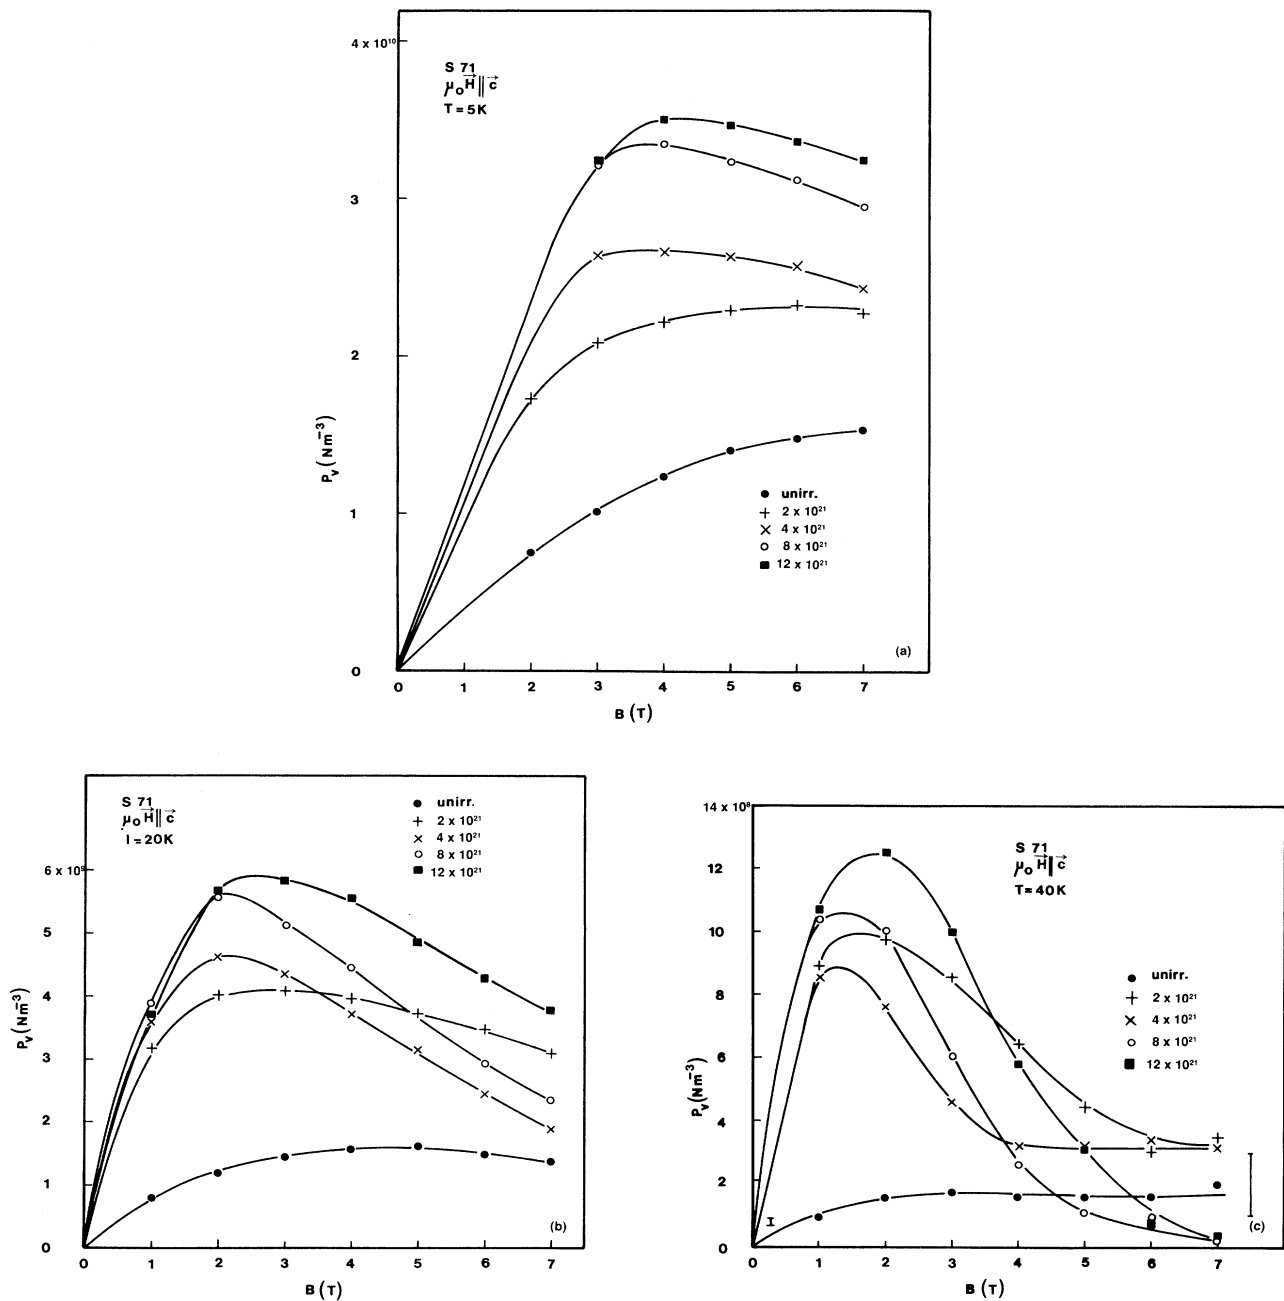 4 x 10¹⁰
S 71
μ₀H⃗||c⃗
T = 5K
3
2
Pᵥ (Nm⁻³)
1
● unirr.
+ 2 x 10²¹
× 4 x 10²¹
○ 8 x 10²¹
■ 12 x 10²¹
(a)
0
0 1 2 3 4 5 6 7
B (T)
S 71
μ₀H⃗||c⃗
I = 20K
● unirr.
+ 2 x 10²¹
× 4 x 10²¹
○ 8 x 10²¹
■ 12 x 10²¹
6 x 10⁹
5
4
Pᵥ (Nm⁻³)
3
2
1
0
(b)
0 1 2 3 4 5 6 7
B (T)
14 x 10⁸
S 71
μ₀H⃗||c⃗
T = 40K
12
10
● unirr.
+ 2 x 10²¹
× 4 x 10²¹
○ 8 x 10²¹
■ 12 x 10²¹
8
6
Pᵥ (Nm⁻³)
4
2
0
(c)
0 1 2 3 4 5 6 7
B (T)